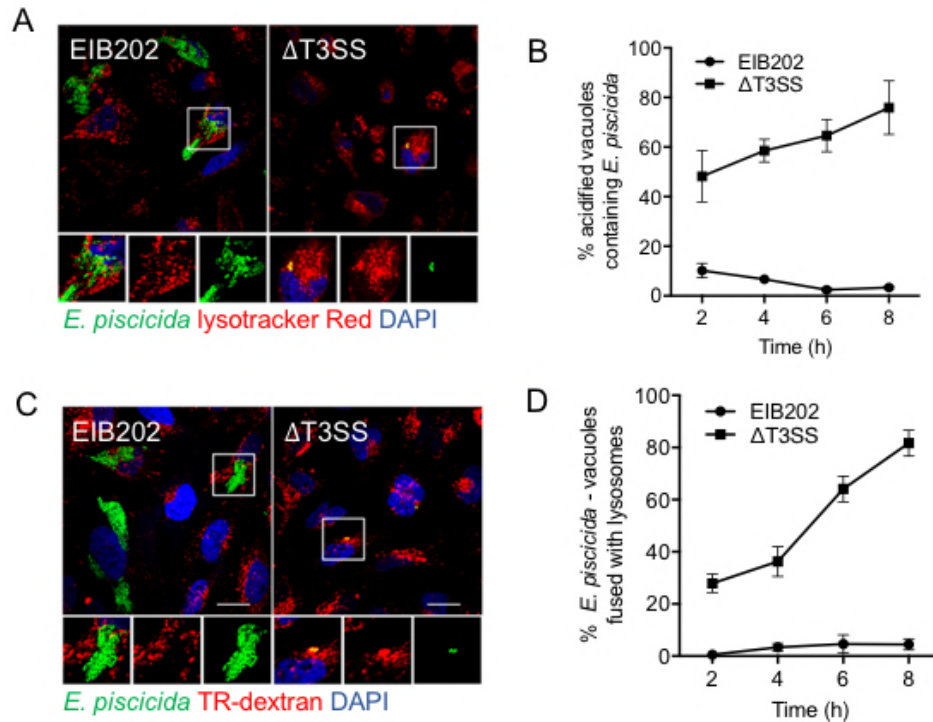 A
EIB202
ΔT3SS
E. piscicida lysotracker Red DAPI
B
EIB202
ΔT3SS
% acidified vacuoles
containing E. piscicida
100
80
60
40
20
0
2 4 6 8
Time (h)
C
EIB202
ΔT3SS
E. piscicida TR-dextran DAPI
D
EIB202
ΔT3SS
% E. piscicida - vacuoles
fused with lysosomes
100
80
60
40
20
0
2 4 6 8
Time (h)